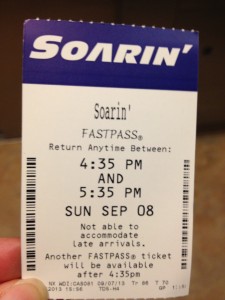 SOARIN'
Soarin'
FASTPASS®
Return Anytime Between:
4:35 PM
AND
5:35 PM
SUN SEP 08
Not able to
accommodate
late arrivals.
Another FASTPASS® ticket
will be available
after 4:35pm